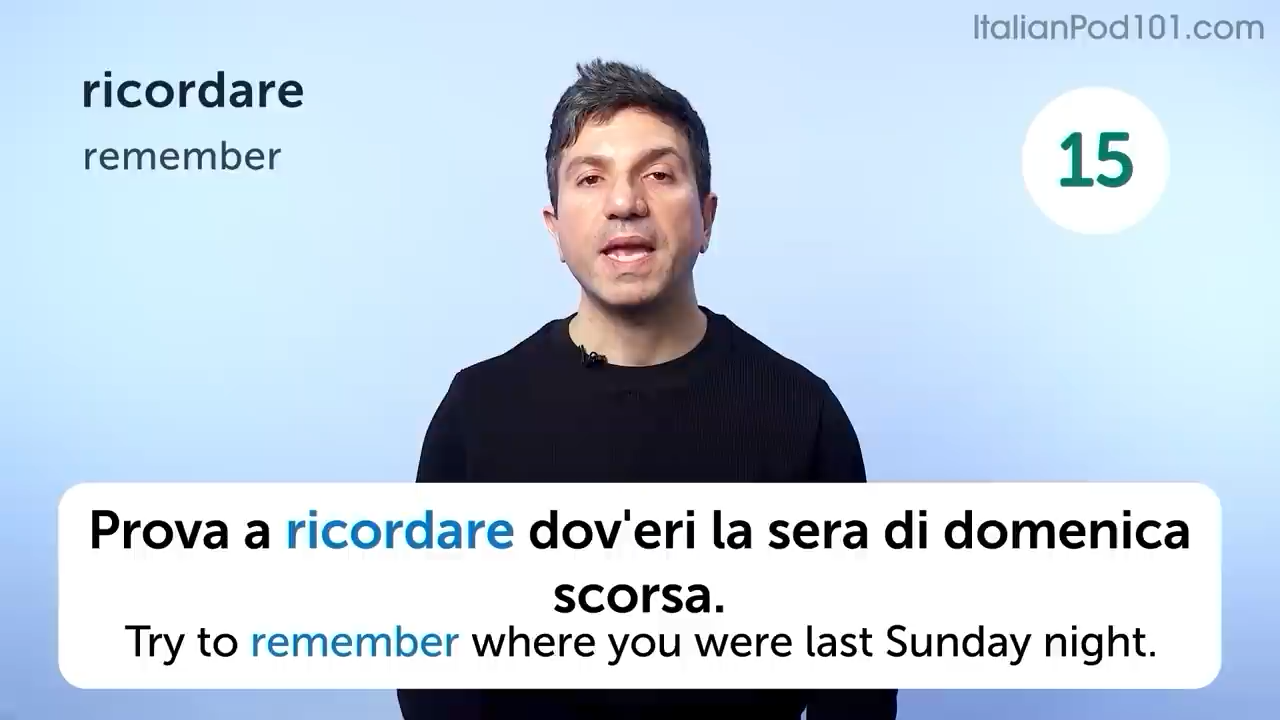 ItalianPod101.com
ricordare
remember
15
Prova a ricordare dov'eri la sera di domenica
scorsa.
Try to remember where you were last Sunday night.